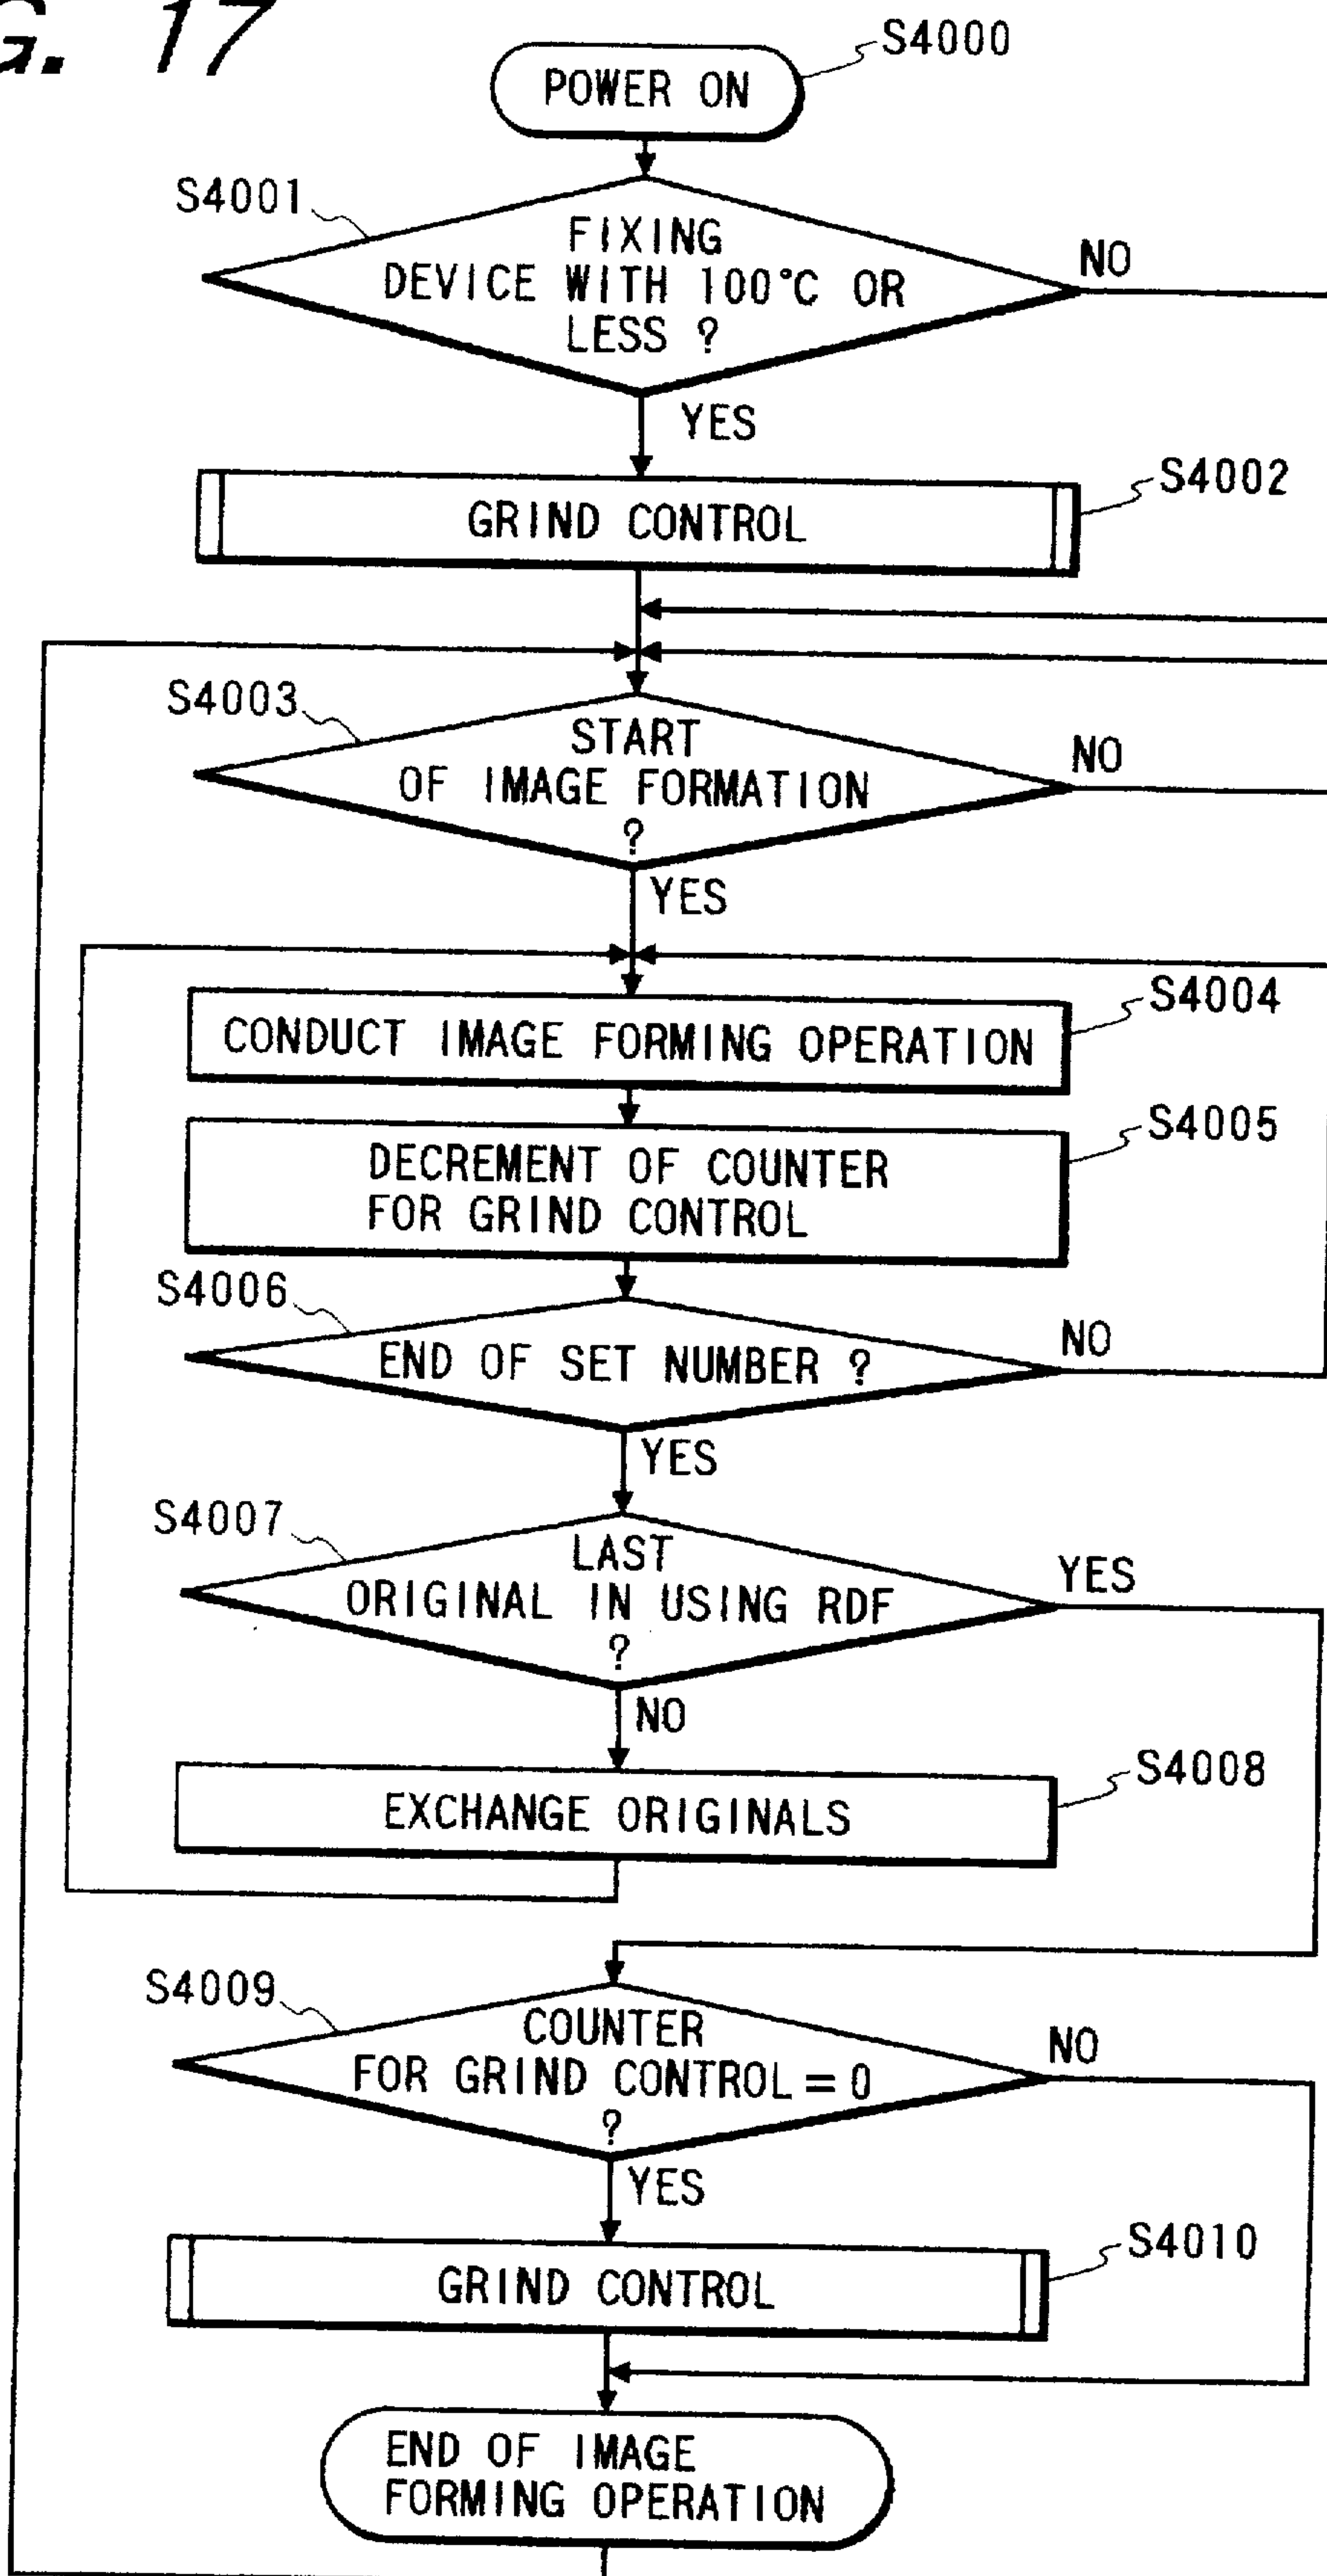 G. 17
S4000
POWER ON
S4001
FIXING
DEVICE WITH 100°C OR
LESS ?
NO
YES
S4002
GRIND CONTROL
S4003
START
OF IMAGE FORMATION
?
NO
YES
S4004
CONDUCT IMAGE FORMING OPERATION
S4005
DECREMENT OF COUNTER
FOR GRIND CONTROL
S4006
END OF SET NUMBER ?
NO
YES
S4007
LAST
ORIGINAL IN USING RDF
?
YES
NO
S4008
EXCHANGE ORIGINALS
S4009
COUNTER
FOR GRIND CONTROL = 0
?
NO
YES
S4010
GRIND CONTROL
END OF IMAGE
FORMING OPERATION